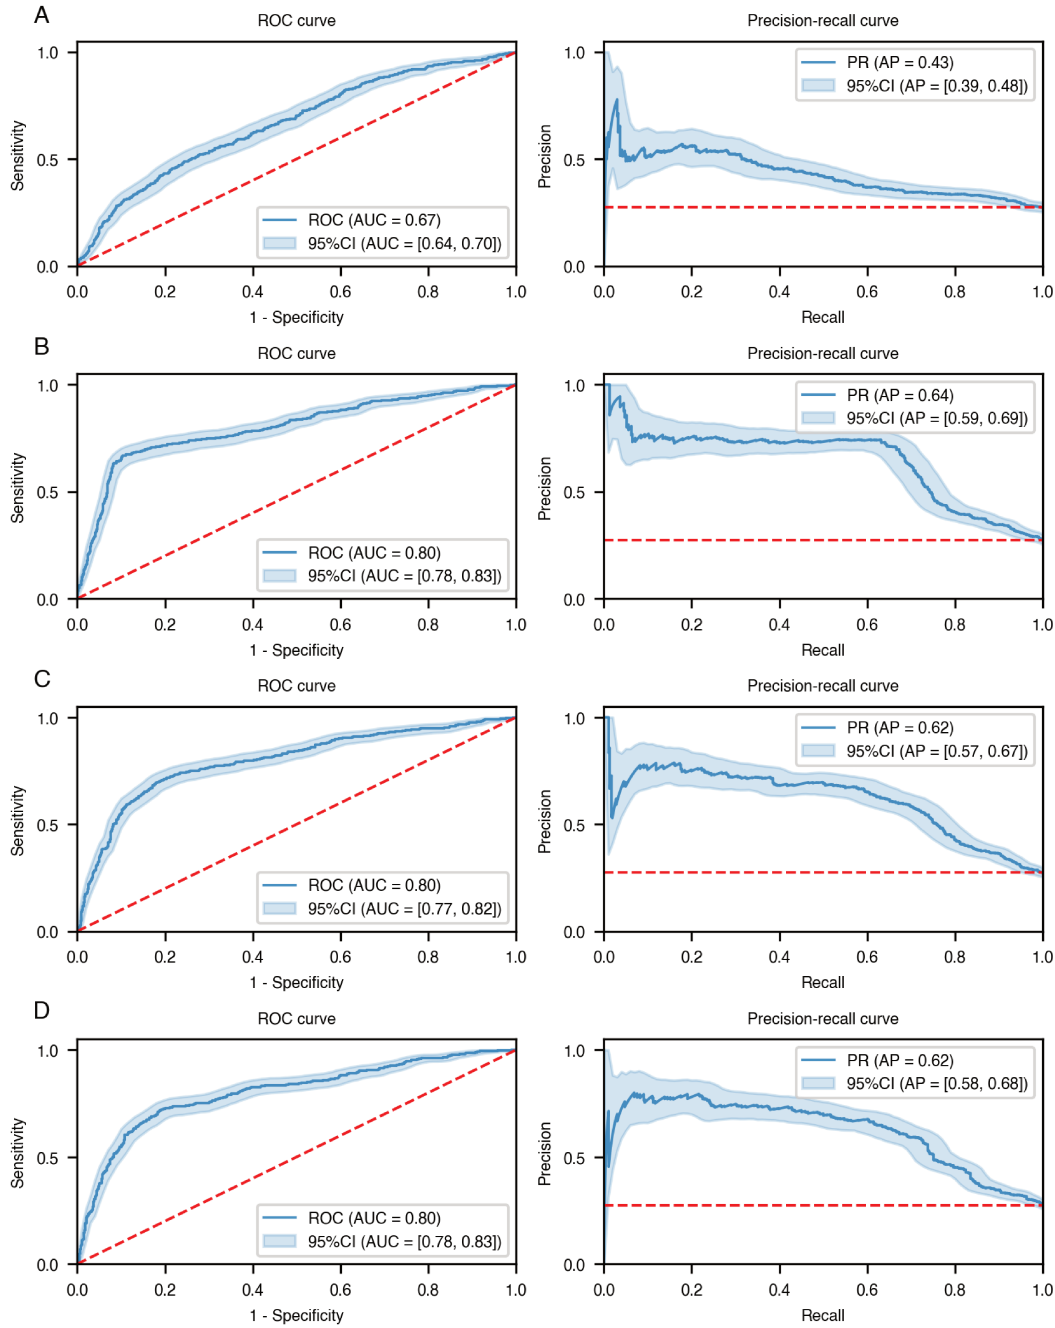 A
ROC curve
Precision-recall curve
1.0
0.5
0.0
Sensitivity
ROC (AUC = 0.67)
95%CI (AUC = [0.64, 0.70])
0.0 0.2 0.4 0.6 0.8 1.0
1 - Specificity
1.0
0.5
0.0
Precision
PR (AP = 0.43)
95%CI (AP = [0.39, 0.48])
0.0 0.2 0.4 0.6 0.8 1.0
Recall
B
ROC curve
Precision-recall curve
1.0
0.5
0.0
Sensitivity
ROC (AUC = 0.80)
95%CI (AUC = [0.78, 0.83])
0.0 0.2 0.4 0.6 0.8 1.0
1 - Specificity
1.0
0.5
0.0
Precision
PR (AP = 0.64)
95%CI (AP = [0.59, 0.69])
0.0 0.2 0.4 0.6 0.8 1.0
Recall
C
ROC curve
Precision-recall curve
1.0
0.5
0.0
Sensitivity
ROC (AUC = 0.80)
95%CI (AUC = [0.77, 0.82])
0.0 0.2 0.4 0.6 0.8 1.0
1 - Specificity
1.0
0.5
0.0
Precision
PR (AP = 0.62)
95%CI (AP = [0.57, 0.67])
0.0 0.2 0.4 0.6 0.8 1.0
Recall
D
ROC curve
Precision-recall curve
1.0
0.5
0.0
Sensitivity
ROC (AUC = 0.80)
95%CI (AUC = [0.78, 0.83])
0.0 0.2 0.4 0.6 0.8 1.0
1 - Specificity
1.0
0.5
0.0
Precision
PR (AP = 0.62)
95%CI (AP = [0.58, 0.68])
0.0 0.2 0.4 0.6 0.8 1.0
Recall